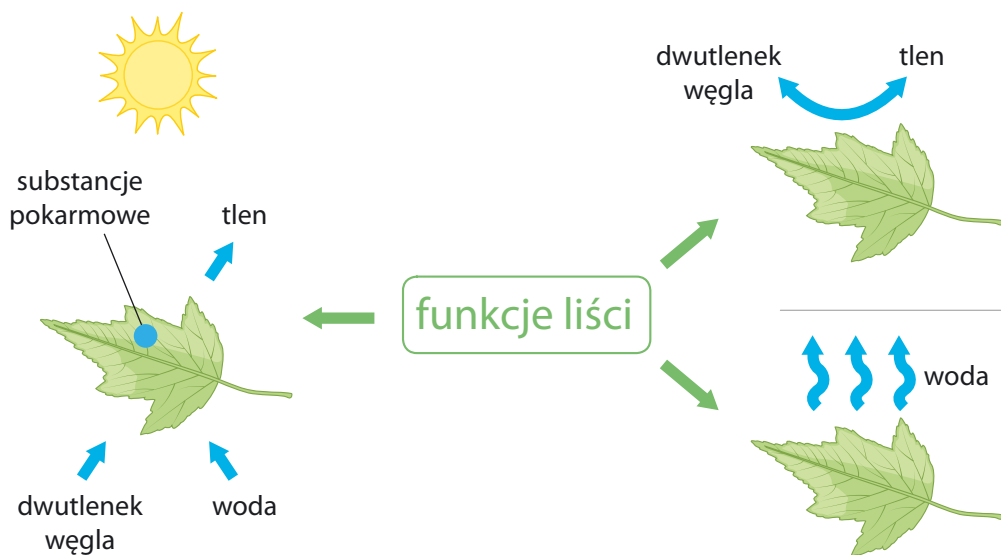 substancje
pokarmowe
tlen
dwutlenek
węgla
woda
funkcje liści
dwutlenek
węgla
tlen
woda